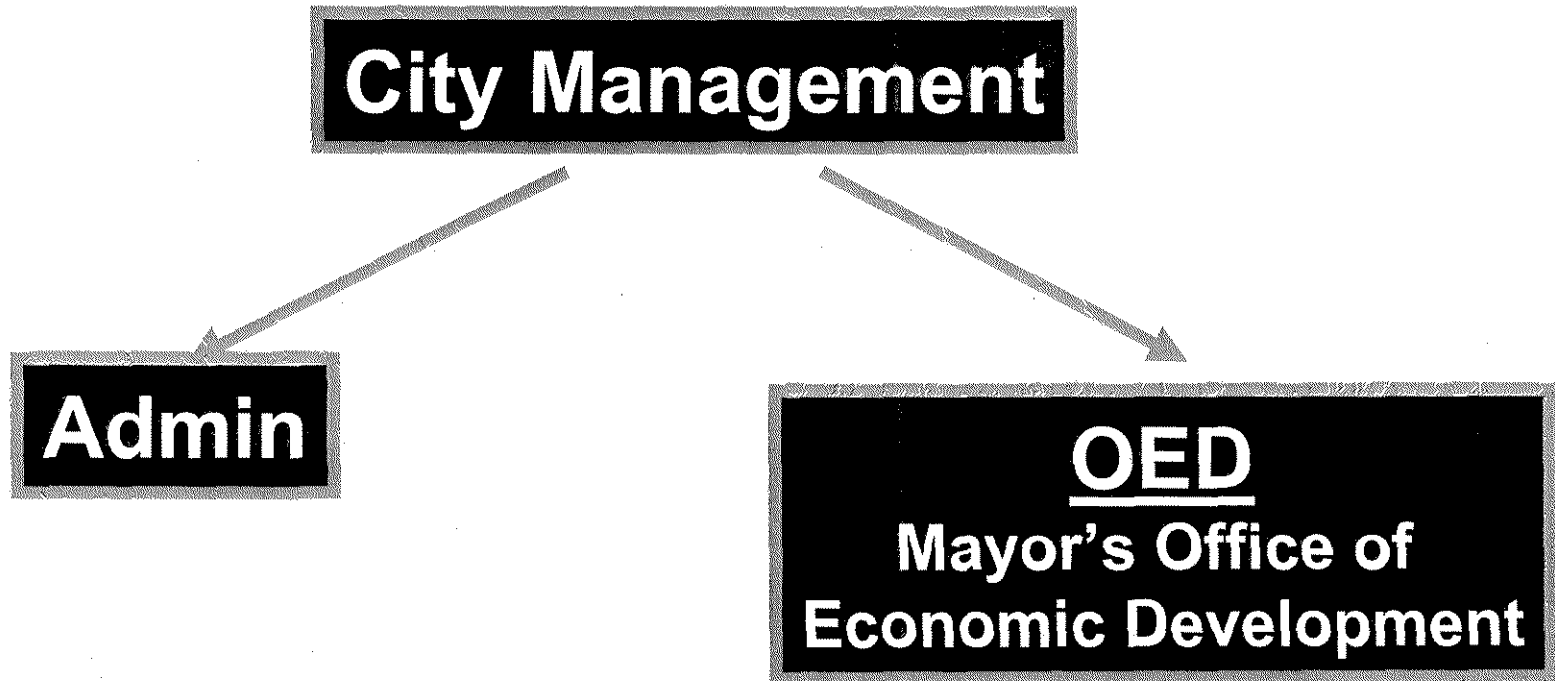 City Management
Admin
OED
Mayor's Office of
Economic Development